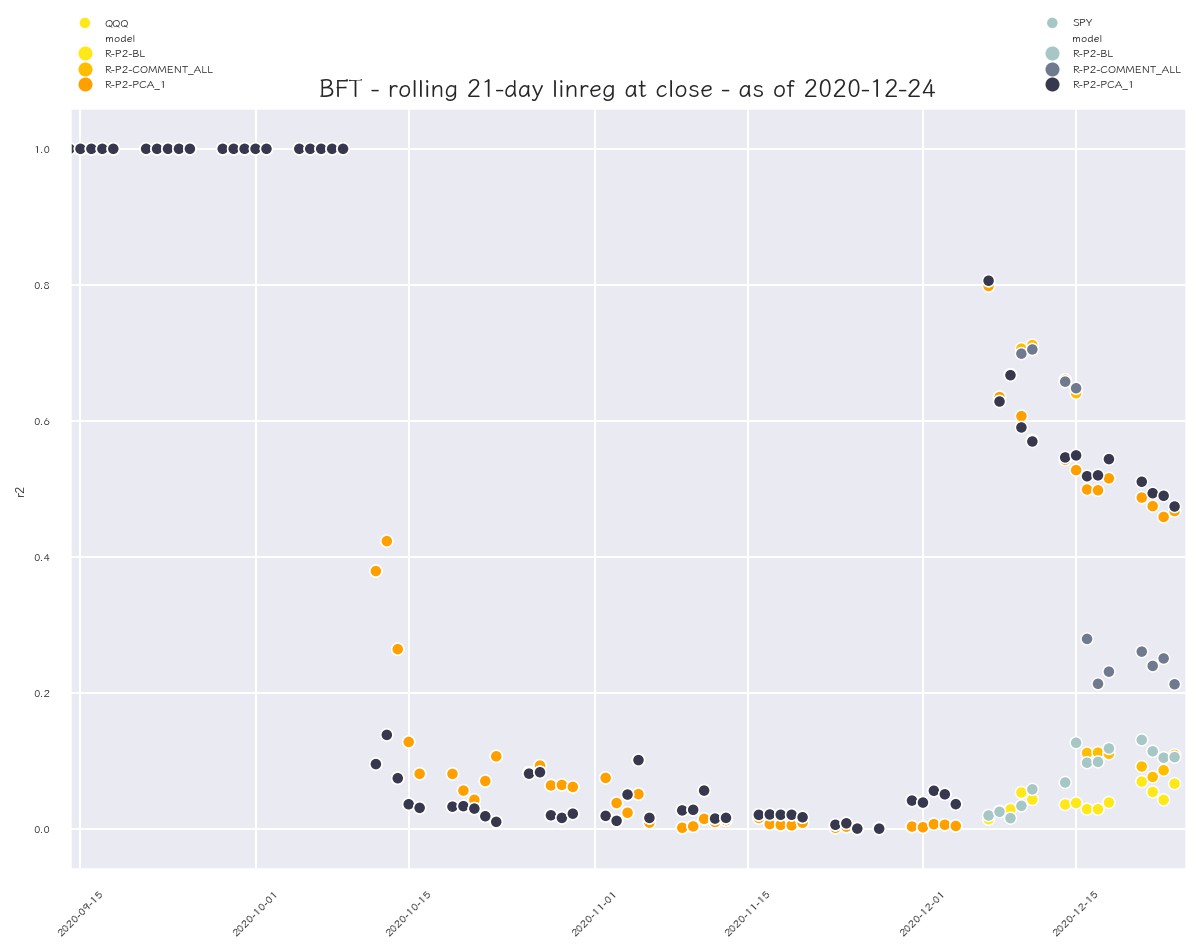 QQQ
model
R-P2-BL
R-P2-COMMENT_ALL
R-P2-PCA_1
SPY
model
R-P2-BL
R-P2-COMMENT_ALL
R-P2-PCA_1
BFT - rolling 21-day linreg at close - as of 2020-12-24
1.0
0.8
0.6
0.4
0.2
0.0
r2
2020-09-15
2020-10-01
2020-10-15
2020-11-01
2020-11-15
2020-12-01
2020-12-15